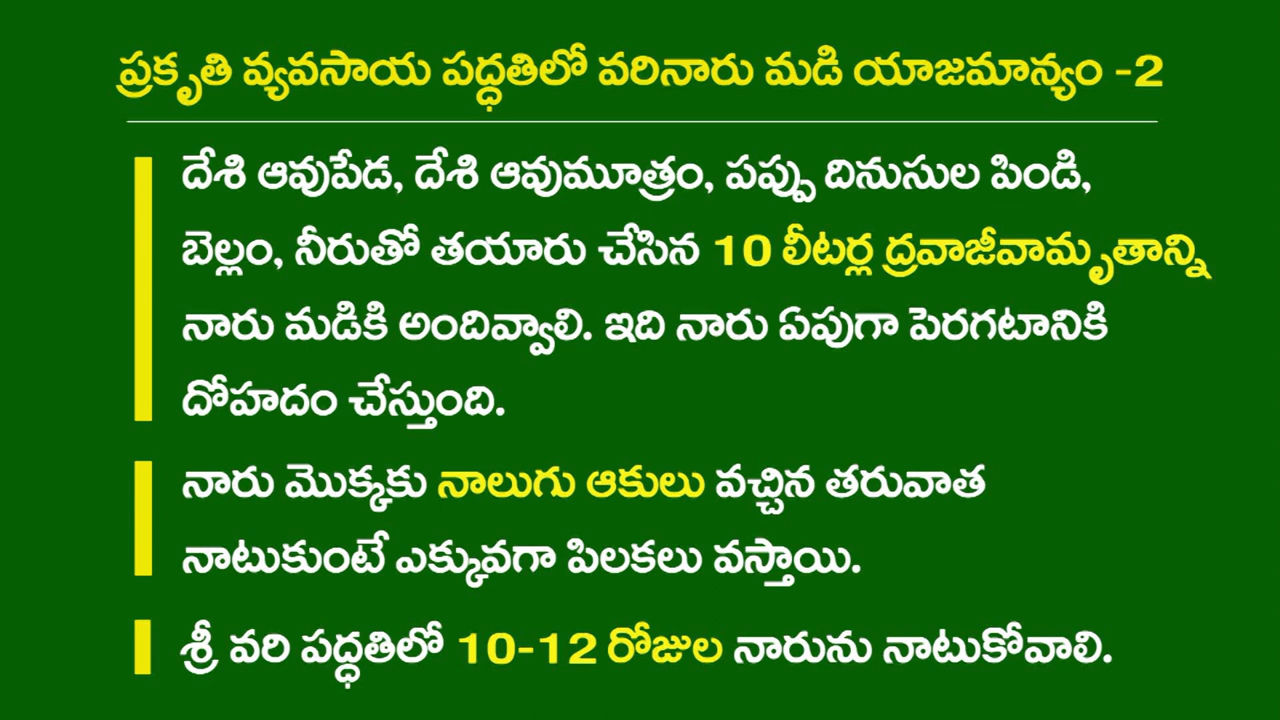 ప్రకృతి వ్యవసాయ పద్ధతిలో వరినారు మడి యాజమాన్యం -2
దేశి ఆవుపేడ, దేశి ఆవుమూత్రం, పప్పు దినుసుల పిండి,
బెల్లం, నీరుతో తయారు చేసిన 10 లీటర్ల ద్రవాజీవామృతాన్ని
నారు మడికి అందివ్వాలి. ఇది నారు ఏపుగా పెరగటానికి
దోహదం చేస్తుంది.
నారు మొక్కకు నాలుగు ఆకులు వచ్చిన తరువాత
నాటుకుంటే ఎక్కువగా పిలకలు వస్తాయి.
శ్రీ వరి పద్ధతిలో 10-12 రోజుల నారును నాటుకోవాలి.